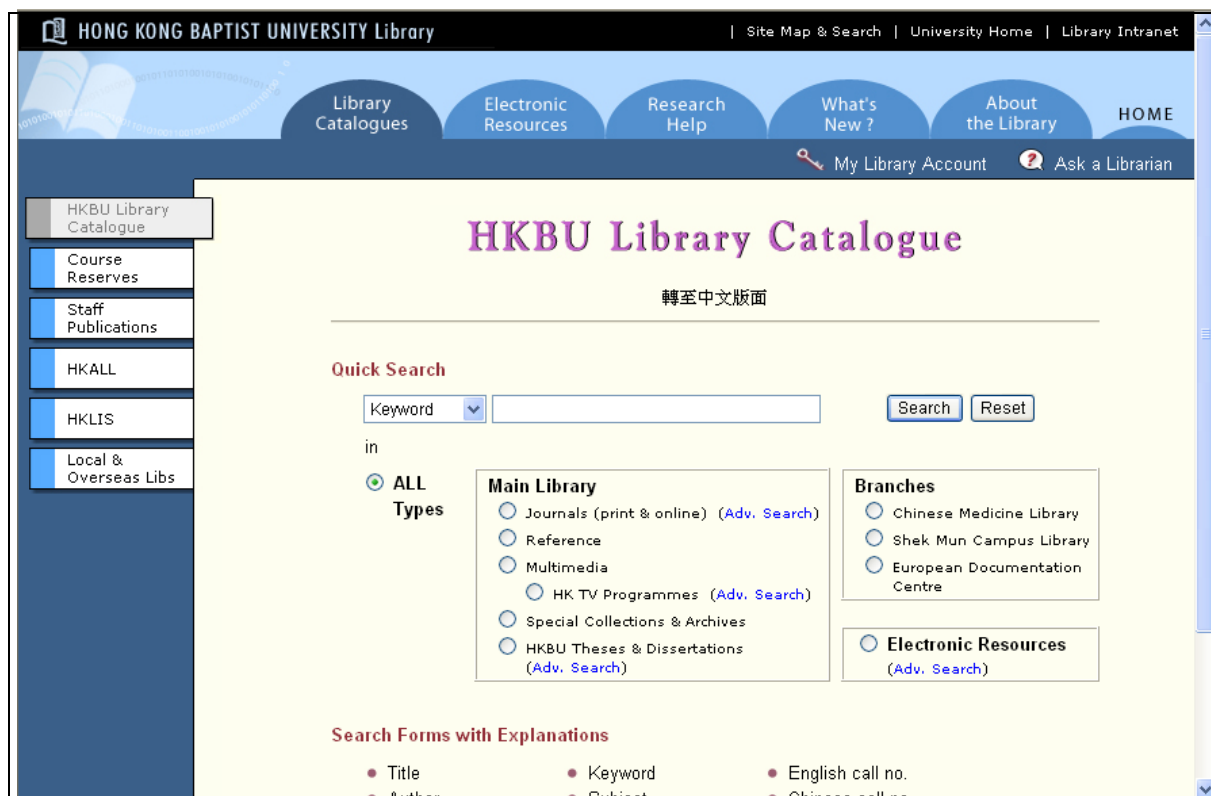 HONG KONG BAPTIST UNIVERSITY Library
| Site Map & Search | University Home | Library Intranet
Library Catalogues
Electronic Resources
Research Help
What's New ?
About the Library
HOME
My Library Account
Ask a Librarian
HKBU Library
Catalogue
Course
Reserves
Staff
Publications
HKALL
HKLIS
Local &
Overseas Libs
HKBU Library Catalogue
轉至中文版面
Quick Search
Keyword
Search
Reset
in
ALL
Types
Main Library
Journals (print & online) (Adv. Search)
Reference
Multimedia
HK TV Programmes (Adv. Search)
Special Collections & Archives
HKBU Theses & Dissertations
(Adv. Search)
Branches
Chinese Medicine Library
Shek Mun Campus Library
European Documentation
Centre
Electronic Resources
(Adv. Search)
Search Forms with Explanations
Title
Keyword
English call no.
Author
Subject
Chinese call no.